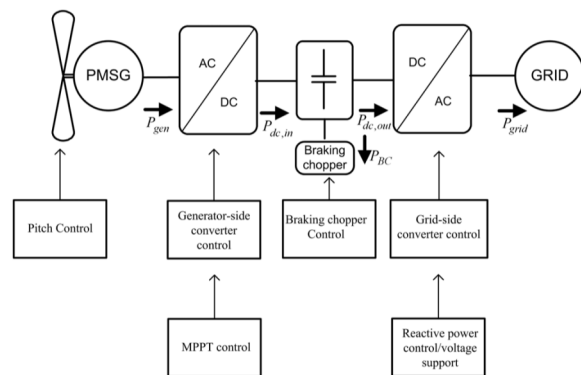 PMSG
AC
DC
DC
AC
GRID
P_gen
P_dc,in
P_dc,out
P_grid
Braking
chopper
P_BC
Pitch Control
Generator-side
converter
control
Braking chopper
Control
Grid-side
converter control
MPPT control
Reactive power
control/voltage
support